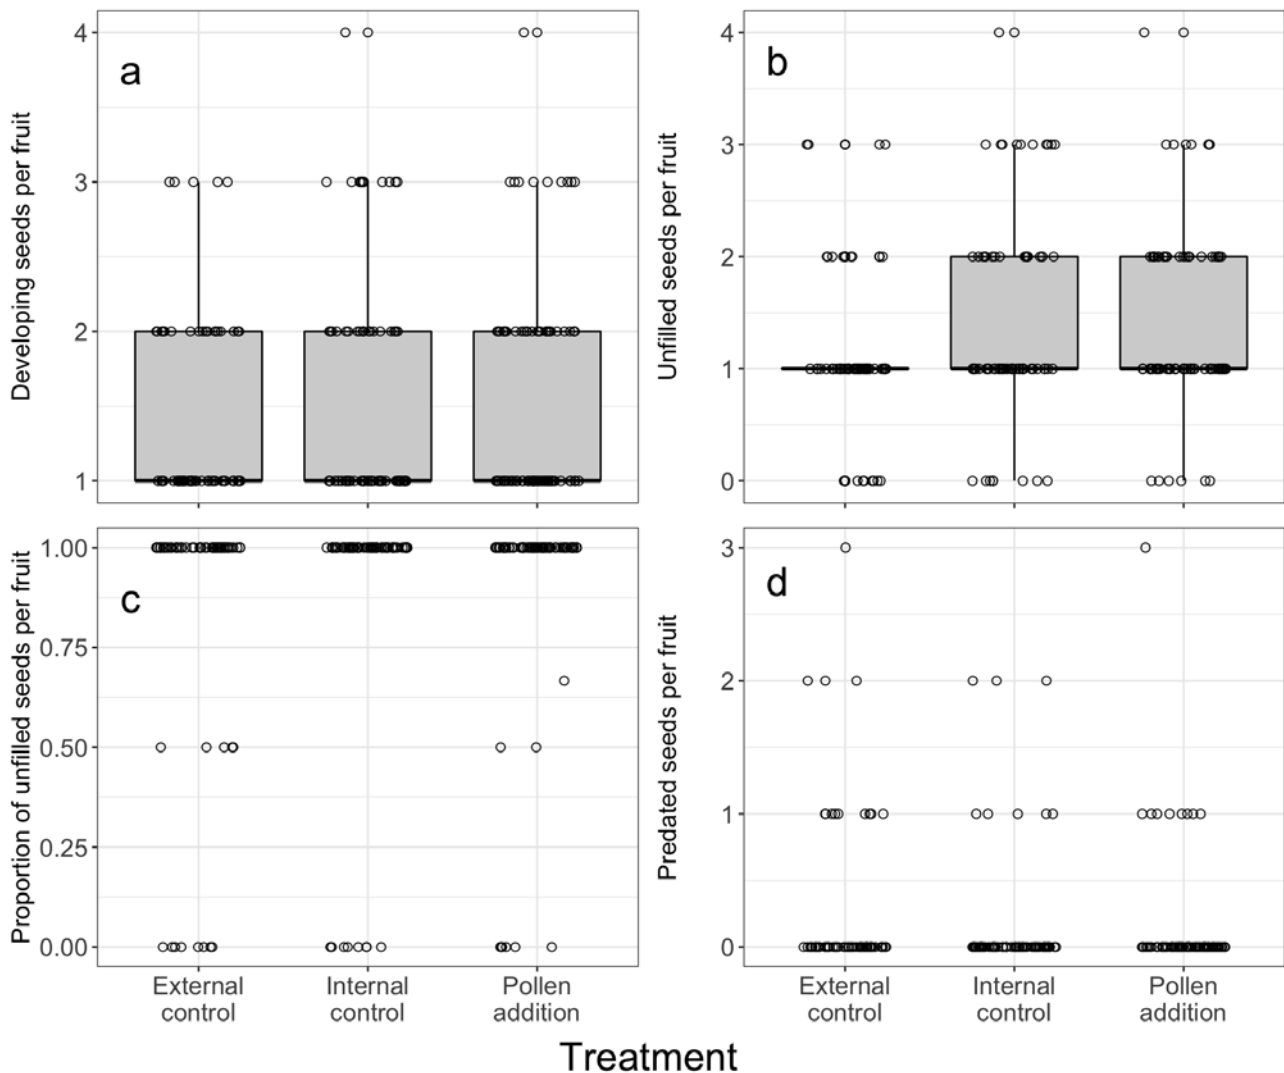 a
Developing seeds per fruit
4
3
2
1
b
Unfilled seeds per fruit
4
3
2
1
0
c
Proportion of unfilled seeds per fruit
1.00
0.75
0.50
0.25
0.00
External
control
Internal
control
Pollen
addition
d
Predated seeds per fruit
3
2
1
0
External
control
Internal
control
Pollen
addition
Treatment